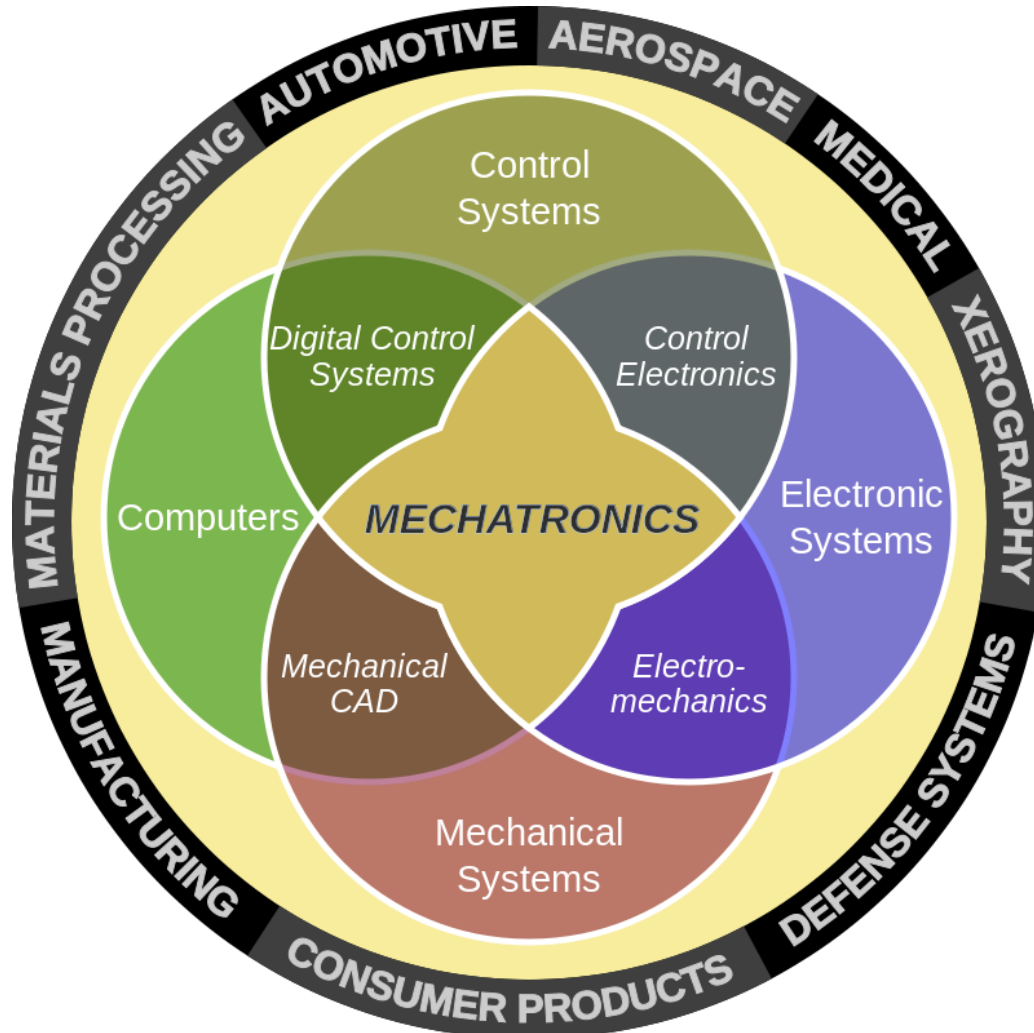 AUTOMOTIVE
AEROSPACE
MEDICAL
XEROGRAPHY
DEFENSE SYSTEMS
CONSUMER PRODUCTS
MANUFACTURING
MATERIALS PROCESSING
Control
Systems
Digital Control
Systems
Control
Electronics
Computers
MECHATRONICS
Electronic
Systems
Mechanical
CAD
Electro-
mechanics
Mechanical
Systems